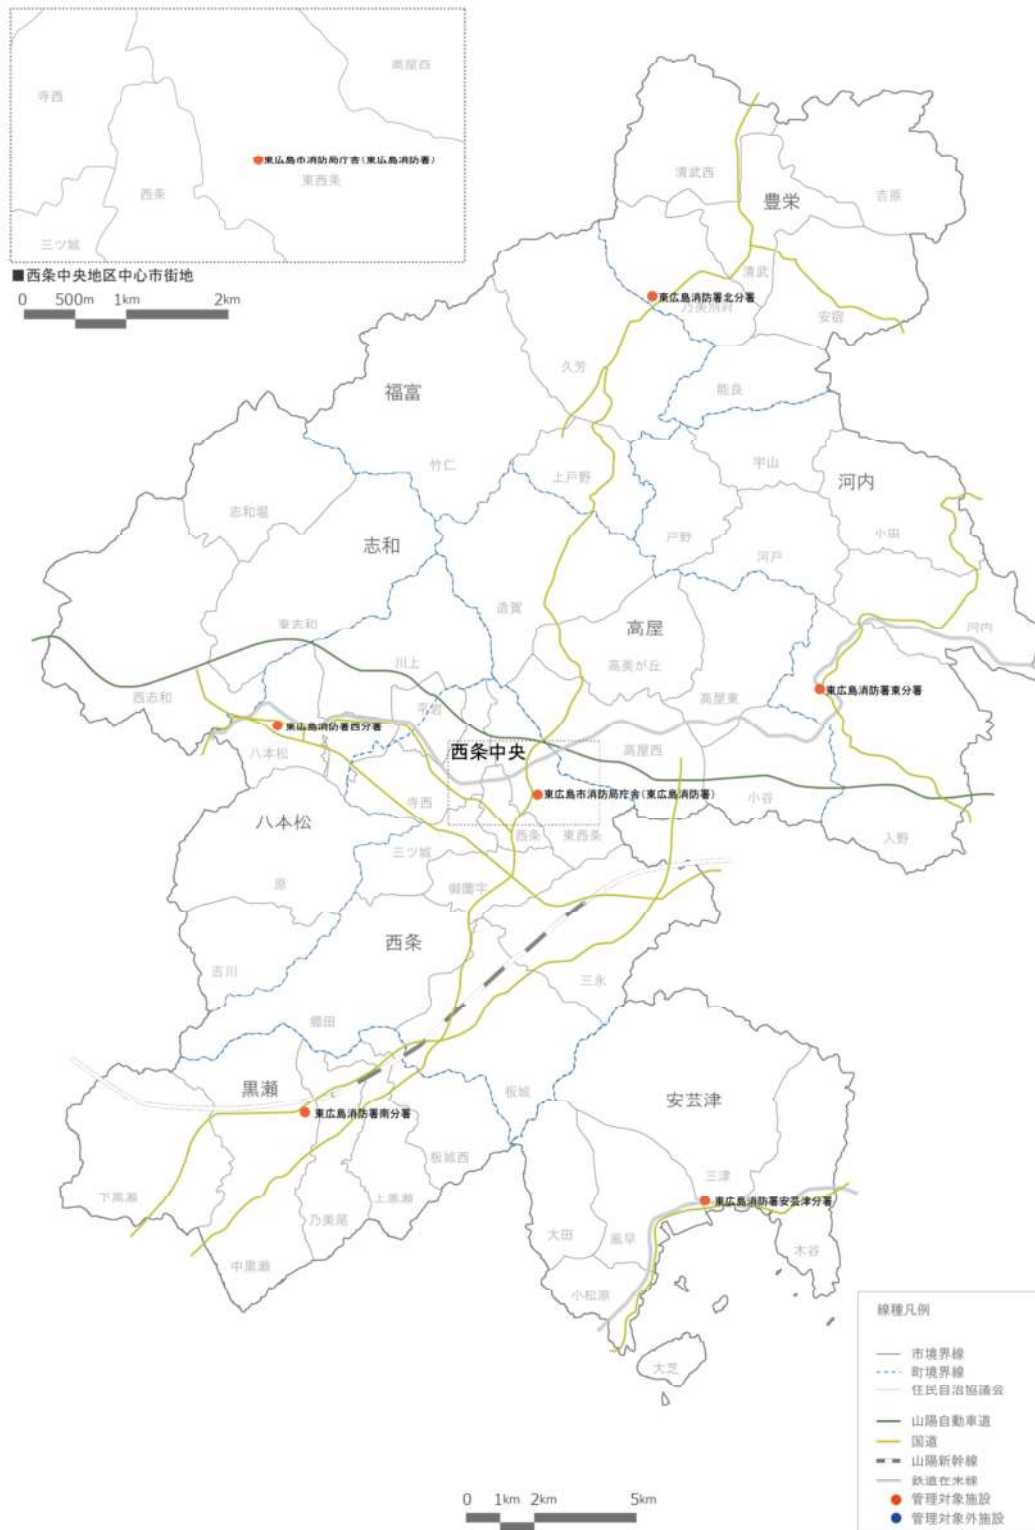 高屋西
寺西
東広島市消防局庁舎(東広島消防署)
東西条
西条
三ツ城
■西条中央地区中心市街地
0 500m 1km 2km
清武西
豊栄
吉原
清武
東広島消防署北分署
乃美別府
安宿
久芳
福富
能良
竹仁
上戸野
宇山
河内
志和堀
小田
志和
戸野
河戸
造賀
東志和
高屋
河内
川上
高美が丘
西志和
平岩
高屋東
東広島消防署東分署
東広島消防署西分署
八本松
西条中央
高屋西
寺西
東広島市消防局庁舎(東広島消防署)
小谷
八本松
西条
東西条
入野
三ツ城
原
御薗宇
西条
吉川
三永
郷田
黒瀬
板城
安芸津
東広島消防署南分署
板城西
三津
下黒瀬
上黒瀬
東広島消防署安芸津分署
乃美尾
大田
風早
木谷
中黒瀬
小松原
大芝
線種凡例
市境界線
町境界線
住民自治協議会
山陽自動車道
国道
山陽新幹線
鉄道在来線
管理対象施設
管理対象外施設
0 1km 2km 5km